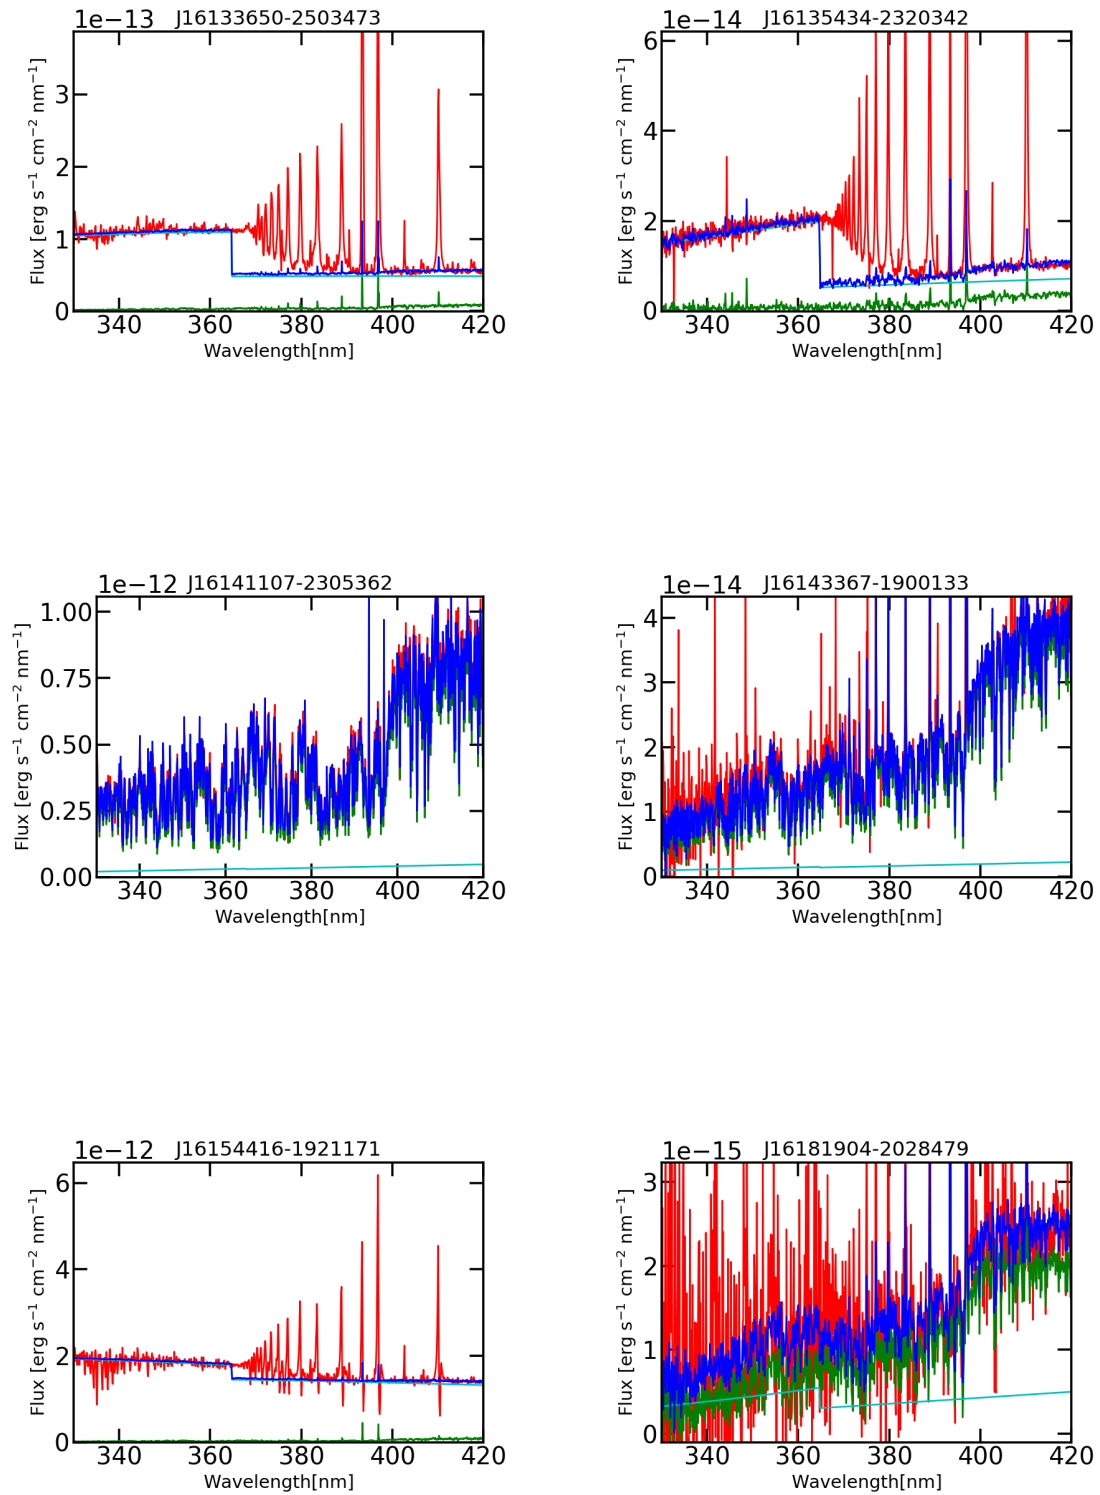 1e−13 J16133650-2503473
3
2
1
0
Flux [erg s⁻¹ cm⁻² nm⁻¹]
340 360 380 400 420
Wavelength[nm]
1e−14 J16135434-2320342
6
4
2
0
Flux [erg s⁻¹ cm⁻² nm⁻¹]
340 360 380 400 420
Wavelength[nm]
1e−12 J16141107-2305362
1.00
0.75
0.50
0.25
0.00
Flux [erg s⁻¹ cm⁻² nm⁻¹]
340 360 380 400 420
Wavelength[nm]
1e−14 J16143367-1900133
4
3
2
1
0
Flux [erg s⁻¹ cm⁻² nm⁻¹]
340 360 380 400 420
Wavelength[nm]
1e−12 J16154416-1921171
6
4
2
0
Flux [erg s⁻¹ cm⁻² nm⁻¹]
340 360 380 400 420
Wavelength[nm]
1e−15 J16181904-2028479
3
2
1
0
Flux [erg s⁻¹ cm⁻² nm⁻¹]
340 360 380 400 420
Wavelength[nm]